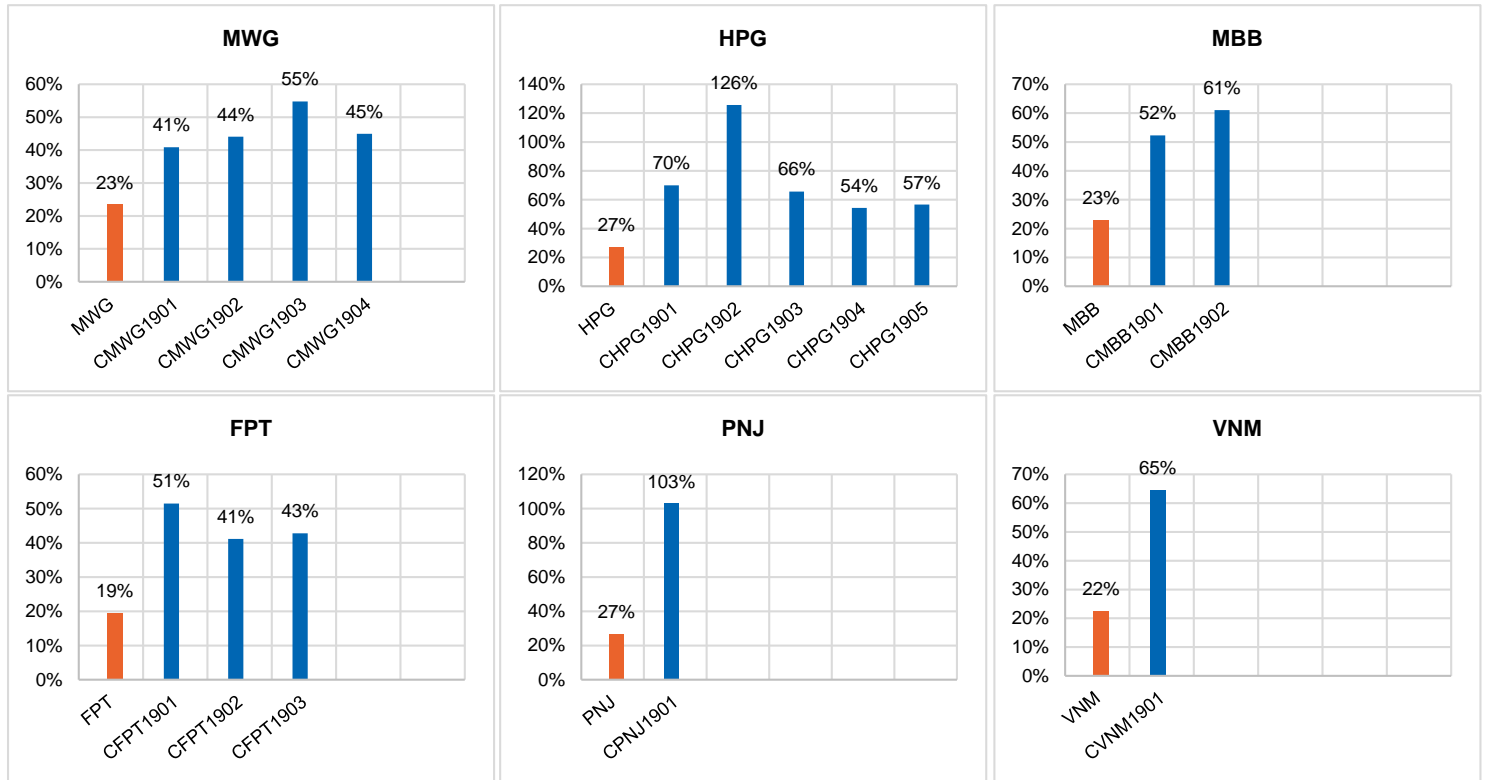 MWG
60%
50%
40%
30%
20%
10%
0%
23%
41%
44%
55%
45%
MWG
CMWG1901
CMWG1902
CMWG1903
CMWG1904
HPG
140%
120%
100%
80%
60%
40%
20%
0%
27%
70%
126%
66%
54%
57%
HPG
CHPG1901
CHPG1902
CHPG1903
CHPG1904
CHPG1905
MBB
70%
60%
50%
40%
30%
20%
10%
0%
23%
52%
61%
MBB
CMBB1901
CMBB1902
FPT
60%
50%
40%
30%
20%
10%
0%
19%
51%
41%
43%
FPT
CFPT1901
CFPT1902
CFPT1903
PNJ
120%
100%
80%
60%
40%
20%
0%
27%
103%
PNJ
CPNJ1901
VNM
70%
60%
50%
40%
30%
20%
10%
0%
22%
65%
VNM
CVNM1901